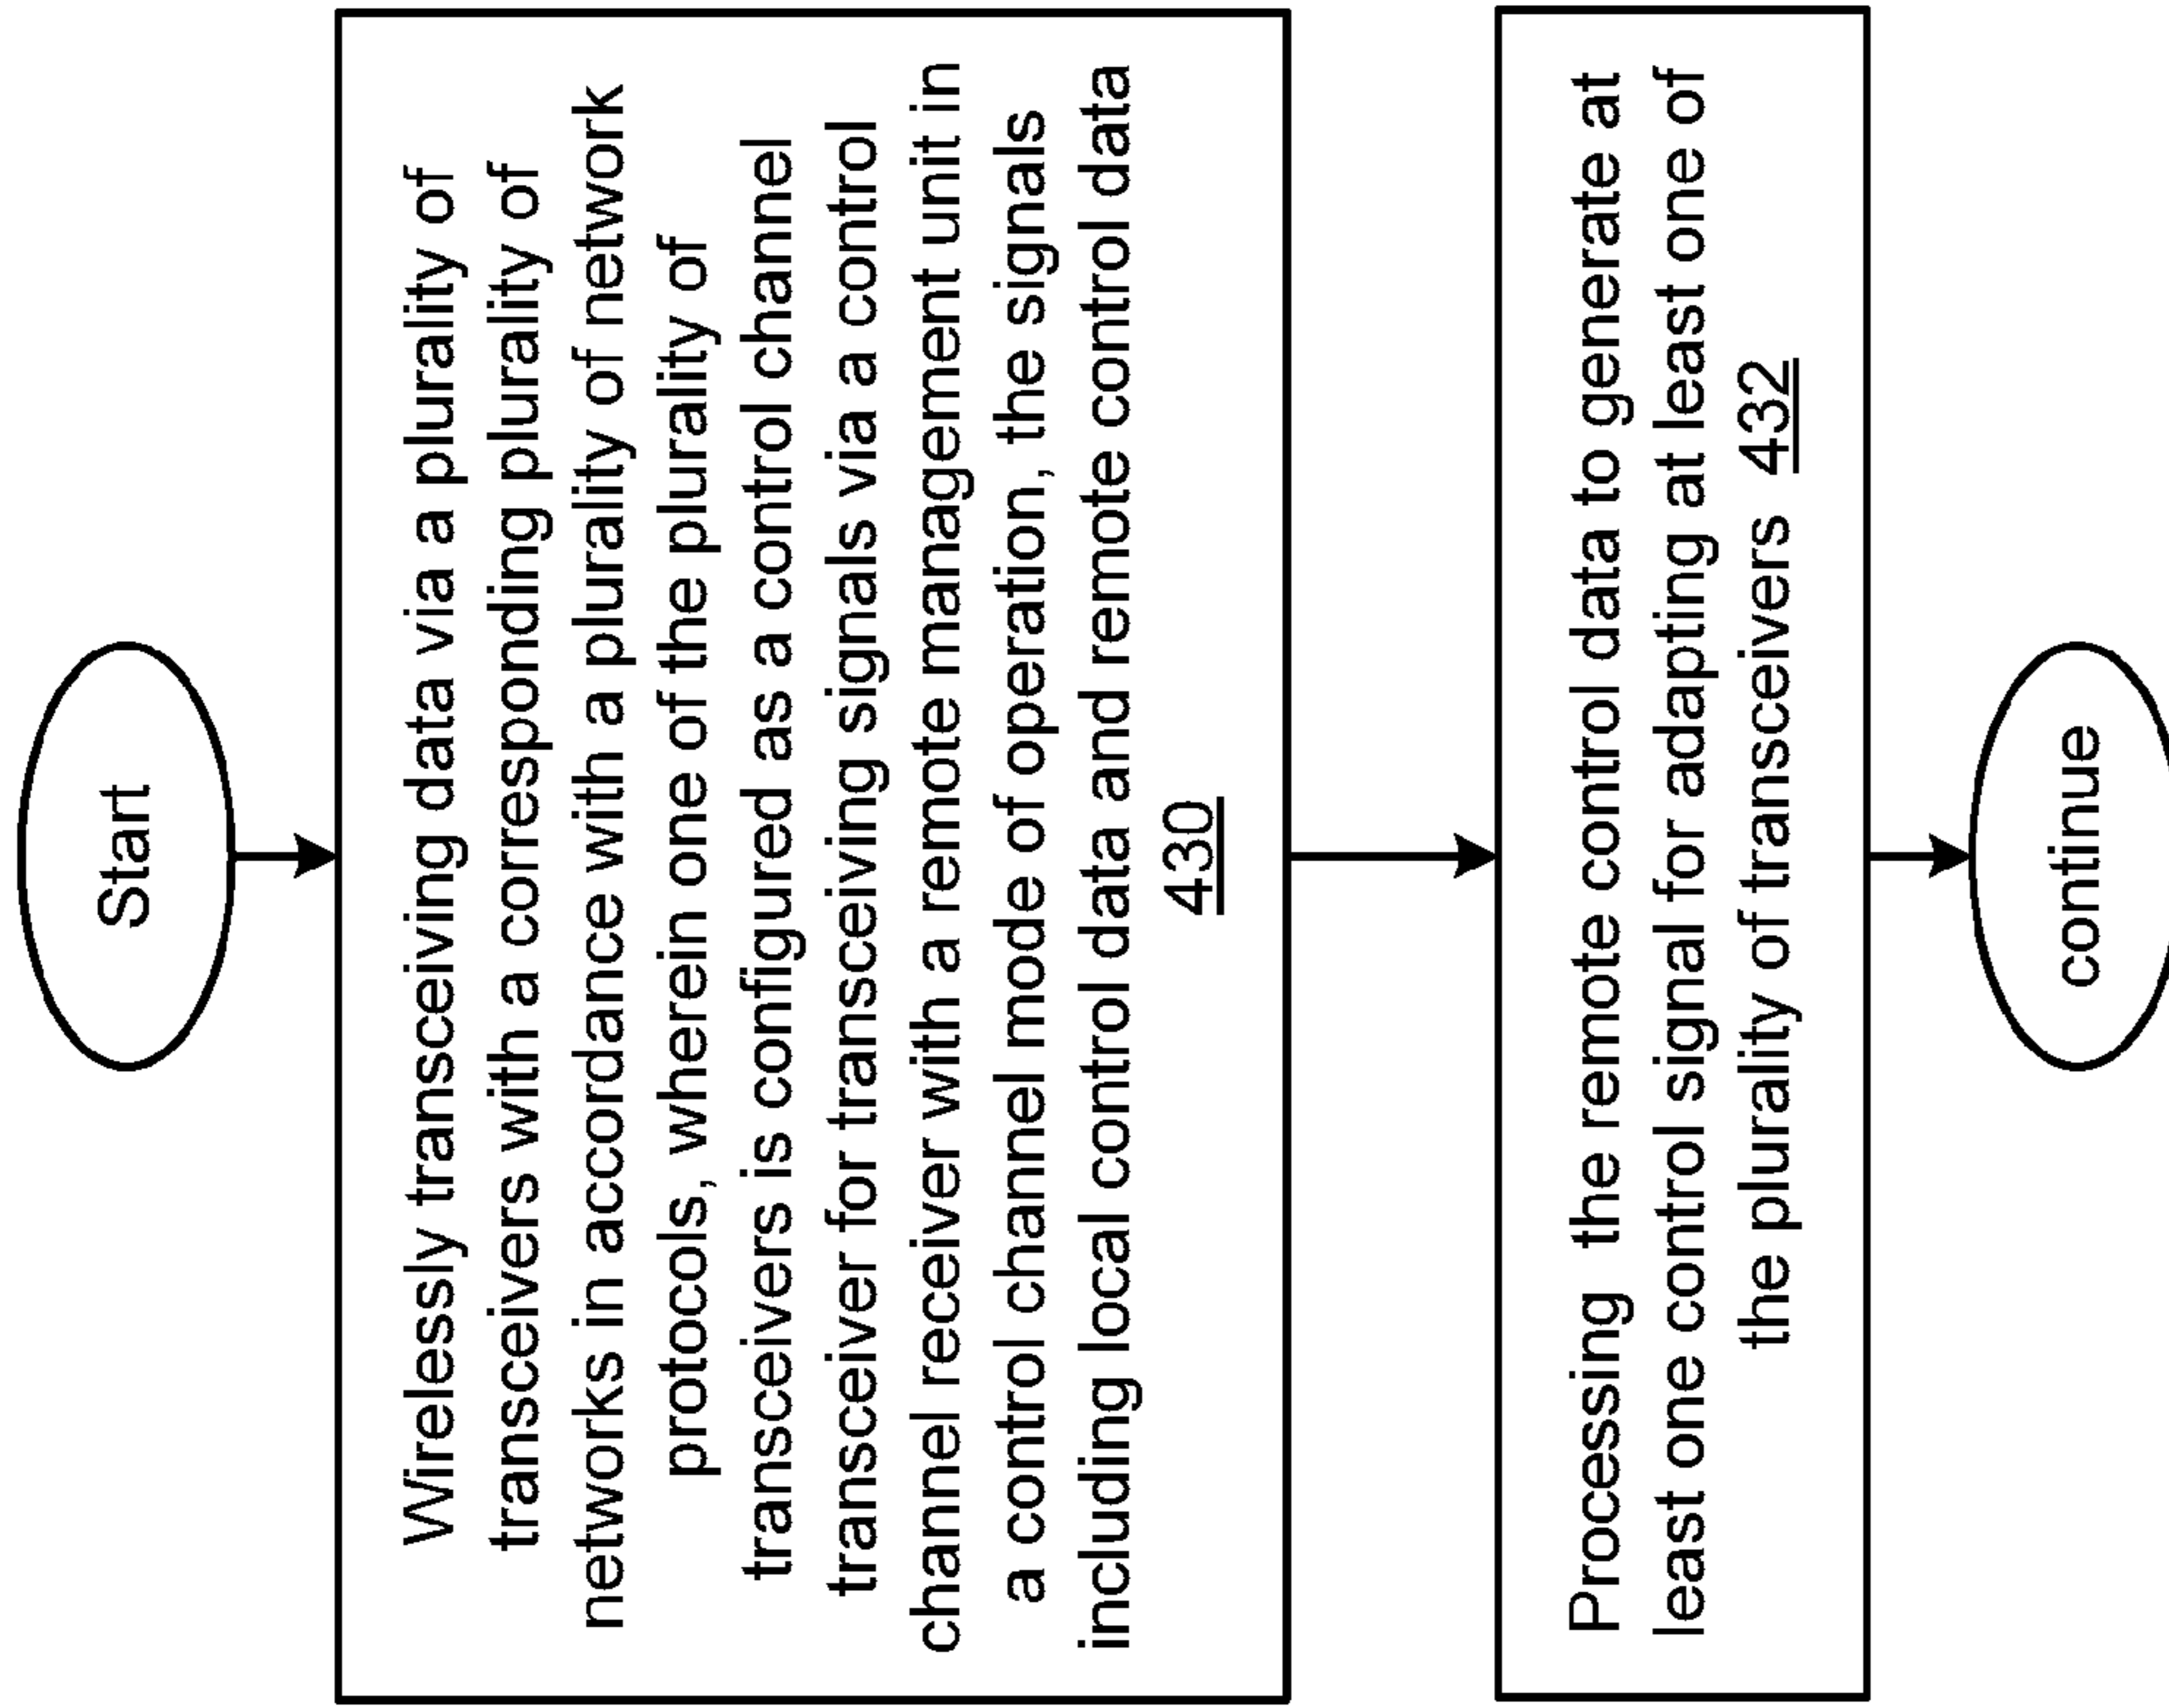 Start
Wirelessly transceiving data via a plurality of
transceivers with a corresponding plurality of
networks in accordance with a plurality of network
protocols, wherein one of the plurality of
transceivers is configured as a control channel
transceiver for transceiving signals via a control
channel receiver with a remote management unit in
a control channel mode of operation, the signals
including local control data and remote control data
430
Processing the remote control data to generate at
least one control signal for adapting at least one of
the plurality of transceivers 432
continue